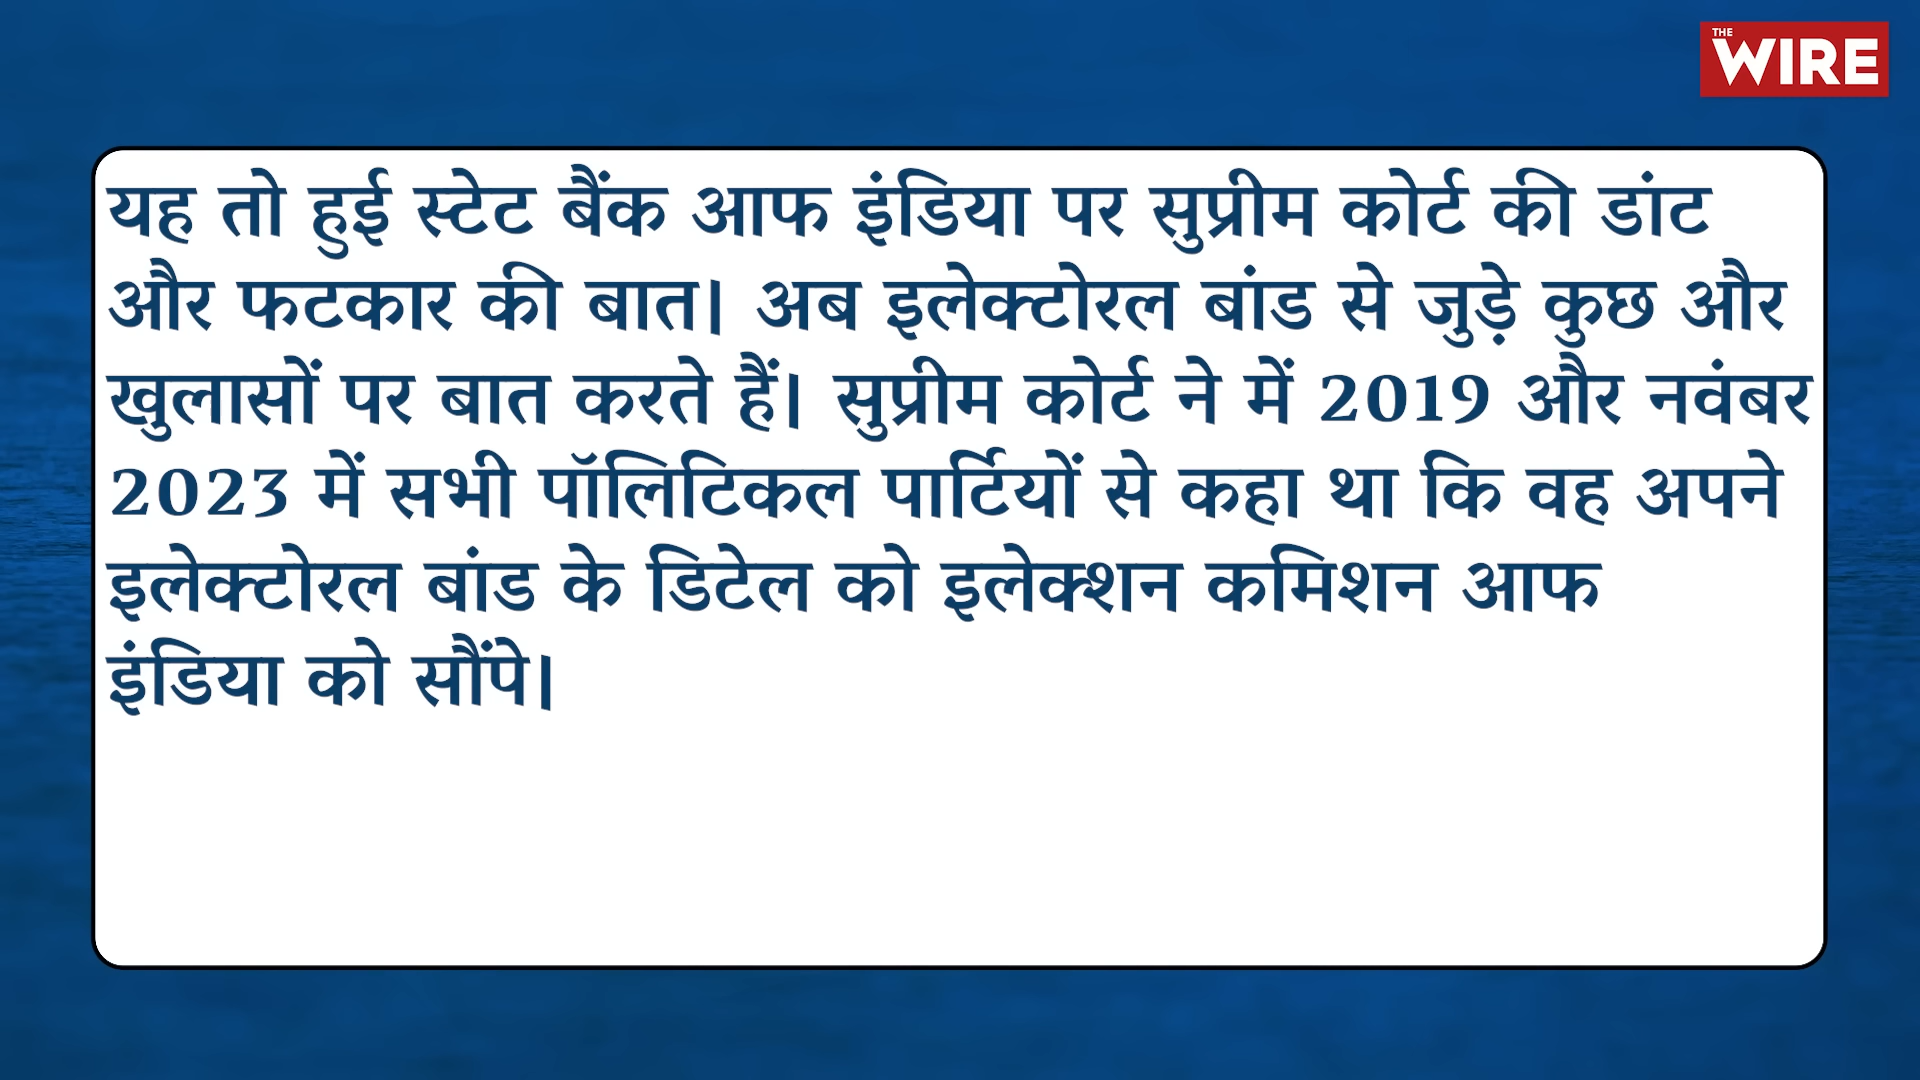 THE
WIRE
यह तो हुई स्टेट बैंक आफ इंडिया पर सुप्रीम कोर्ट की डांट
और फटकार की बात। अब इलेक्टोरल बांड से जुड़े कुछ और
खुलासों पर बात करते हैं। सुप्रीम कोर्ट ने में 2019 और नवंबर
2023 में सभी पॉलिटिकल पार्टियों से कहा था कि वह अपने
इलेक्टोरल बांड के डिटेल को इलेक्शन कमिशन आफ
इंडिया को सौंपे।